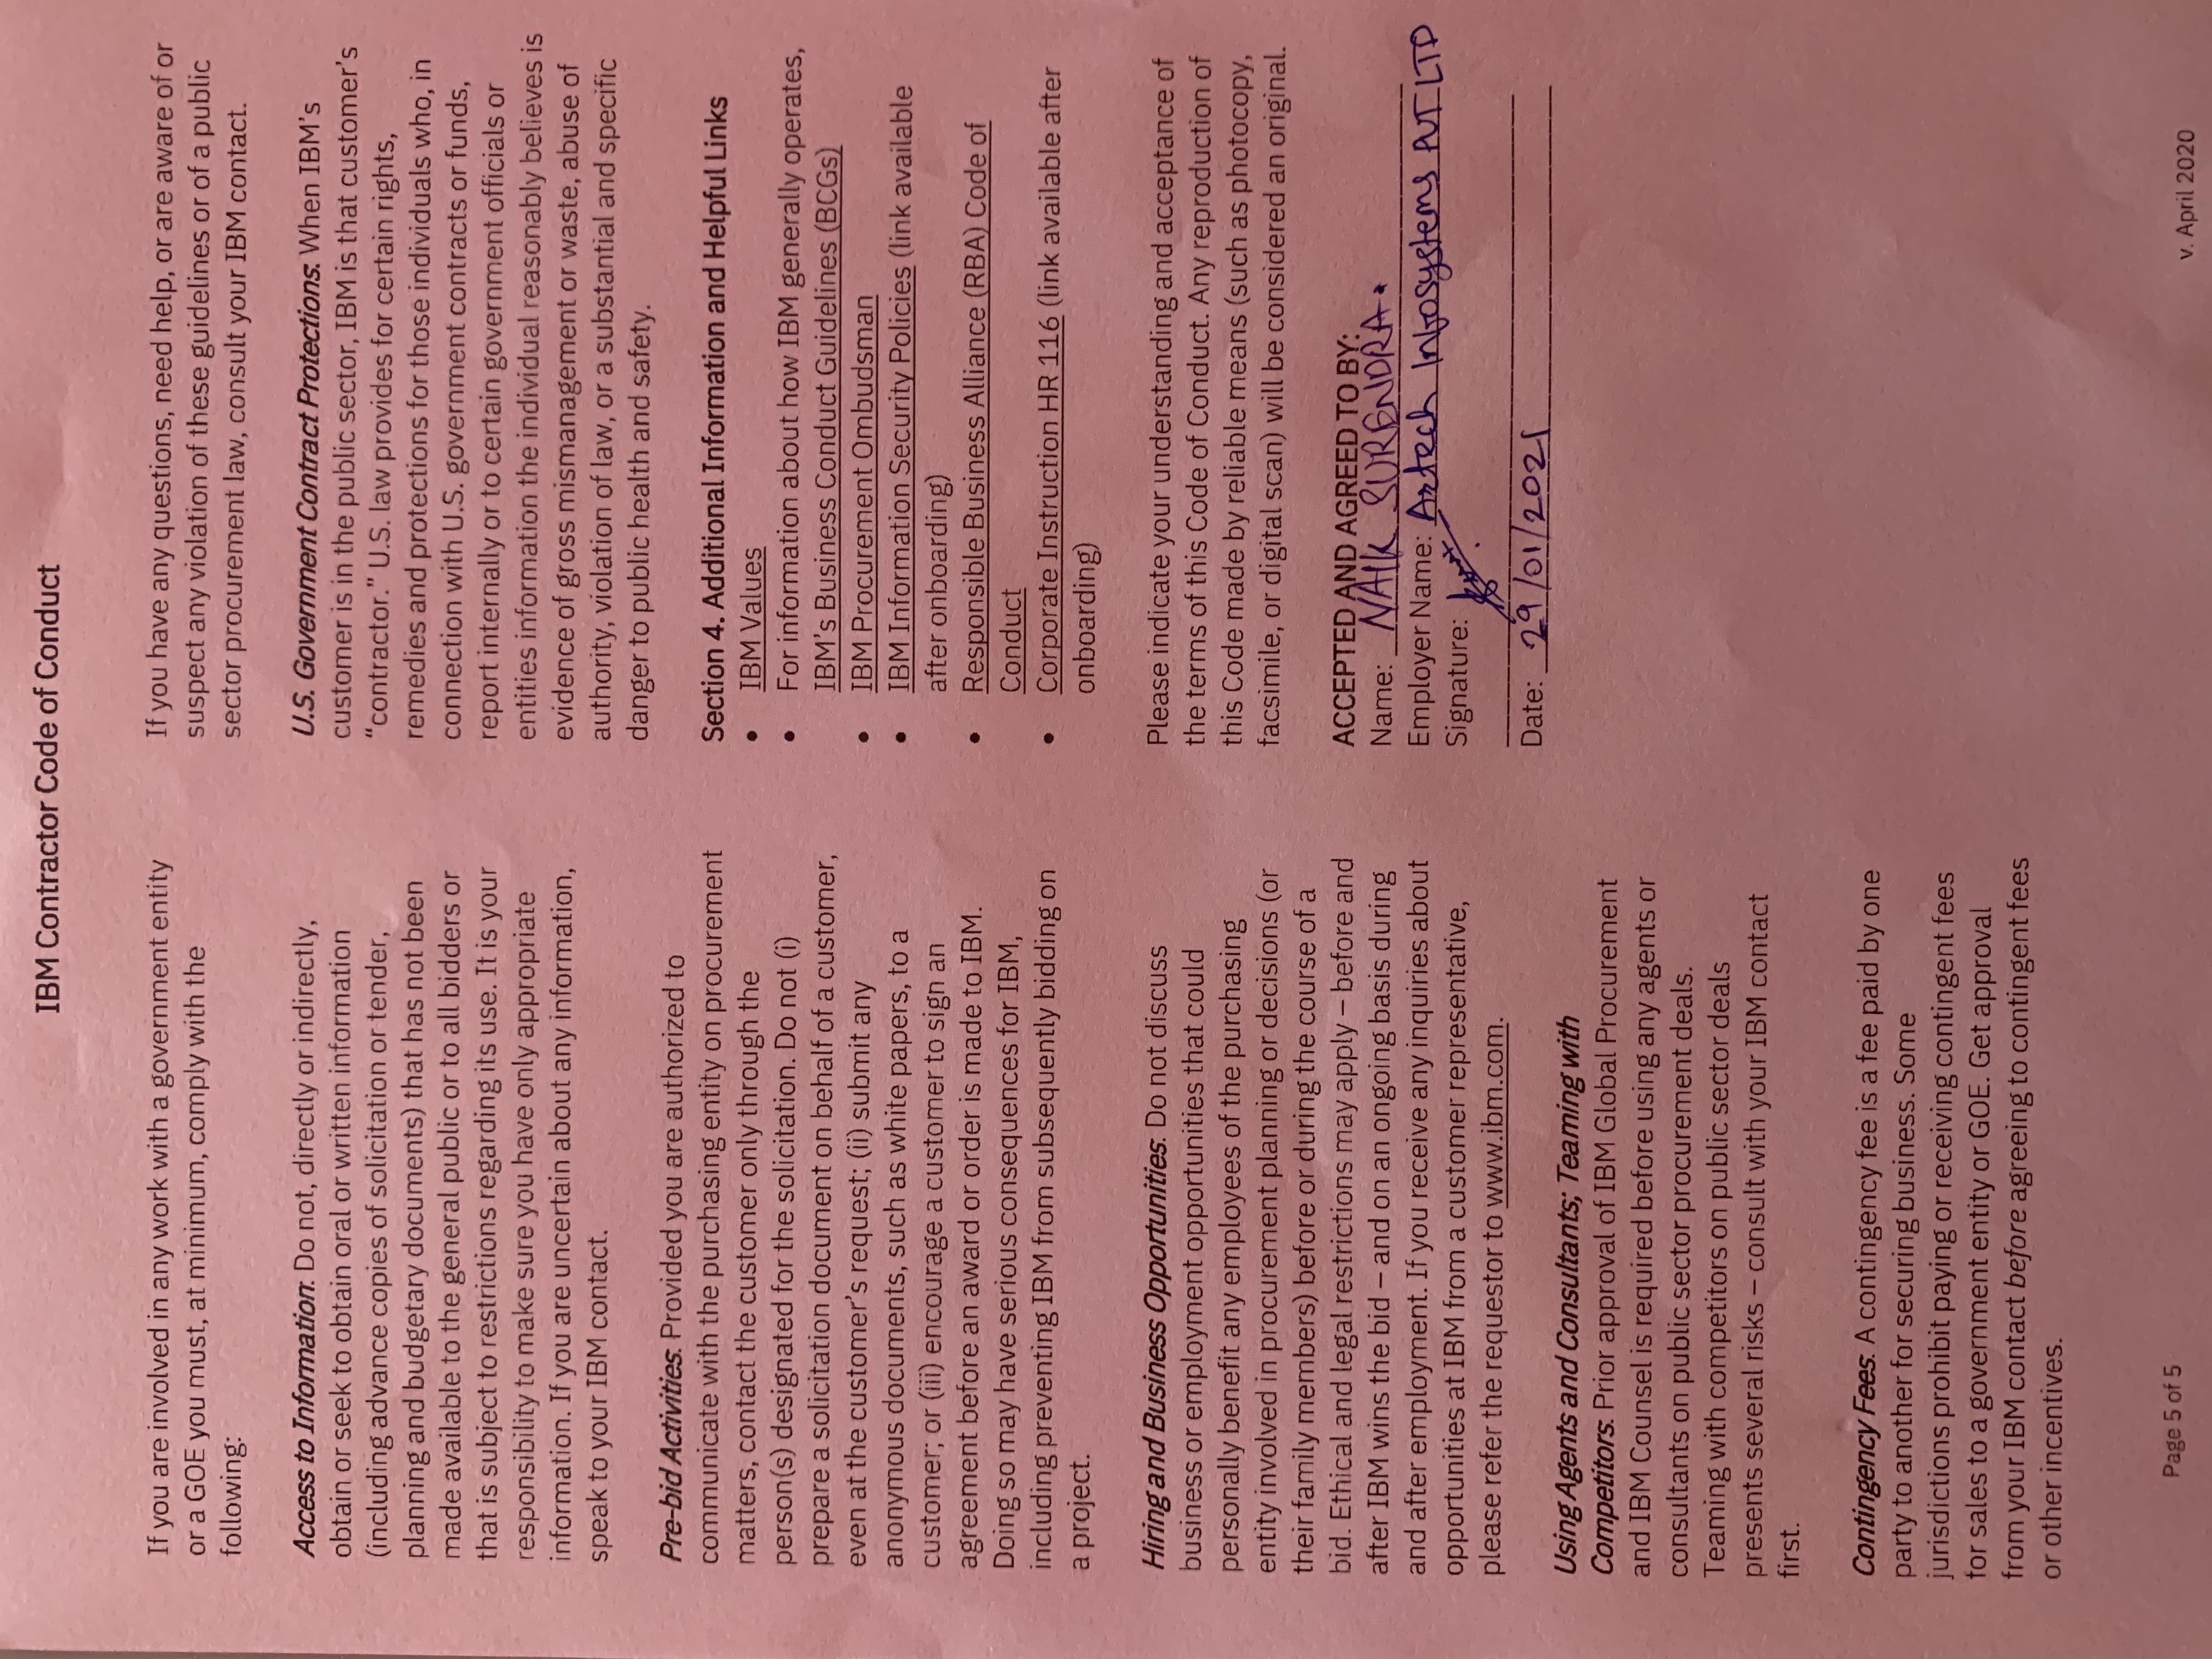 IBM Contractor Code of Conduct
If you are involved in any work with a government entity
or a GOE you must, at minimum, comply with the
following:
Access to Information: Do not, directly or indirectly,
obtain or seek to obtain oral or written information
(including advance copies of solicitation or tender,
planning and budgetary documents) that has not been
made available to the general public or to all bidders or
that is subject to restrictions regarding its use. It is your
responsibility to make sure you have only appropriate
information. If you are uncertain about any information,
speak to your IBM contact.
Pre-bid Activities: Provided you are authorized to
communicate with the purchasing entity on procurement
matters, contact the customer only through the
person(s) designated for the solicitation. Do not (i)
prepare a solicitation document on behalf of a customer,
even at the customer's request; (ii) submit any
anonymous documents, such as white papers, to a
customer; or (iii) encourage a customer to sign an
agreement before an award or order is made to IBM.
Doing so may have serious consequences for IBM,
including preventing IBM from subsequently bidding on
a project.
Hiring and Business Opportunities: Do not discuss
business or employment opportunities that could
personally benefit any employees of the purchasing
entity involved in procurement planning or decisions (or
their family members) before or during the course of a
bid. Ethical and legal restrictions may apply – before and
after IBM wins the bid – and on an ongoing basis during
and after employment. If you receive any inquiries about
opportunities at IBM from a customer representative,
please refer the requestor to www.ibm.com.
Using Agents and Consultants; Teaming with
Competitors: Prior approval of IBM Global Procurement
and IBM Counsel is required before using any agents or
consultants on public sector procurement deals.
Teaming with competitors on public sector deals
presents several risks – consult with your IBM contact
first.
Contingency Fees: A contingency fee is a fee paid by one
party to another for securing business. Some
jurisdictions prohibit paying or receiving contingent fees
for sales to a government entity or GOE. Get approval
from your IBM contact before agreeing to contingent fees
or other incentives.
If you have any questions, need help, or are aware of or
suspect any violation of these guidelines or of a public
sector procurement law, consult your IBM contact.
U.S. Government Contract Protections: When IBM's
customer is in the public sector, IBM is that customer's
“contractor.” U.S. law provides for certain rights,
remedies and protections for those individuals who, in
connection with U.S. government contracts or funds,
report internally or to certain government officials or
entities information the individual reasonably believes is
evidence of gross mismanagement or waste, abuse of
authority, violation of law, or a substantial and specific
danger to public health and safety.
Section 4. Additional Information and Helpful Links
• IBM Values
• For information about how IBM generally operates,
IBM's Business Conduct Guidelines (BCGs)
• IBM Procurement Ombudsman
• IBM Information Security Policies (link available
after onboarding)
• Responsible Business Alliance (RBA) Code of
Conduct
• Corporate Instruction HR 116 (link available after
onboarding)
Please indicate your understanding and acceptance of
the terms of this Code of Conduct. Any reproduction of
this Code made by reliable means (such as photocopy,
facsimile, or digital scan) will be considered an original.
ACCEPTED AND AGREED TO BY:
Name: NAIK SURENDRA.
Employer Name: Artech Infosystems PVT LTD
Signature:
Date: 29/01/2021
Page 5 of 5
v. April 2020